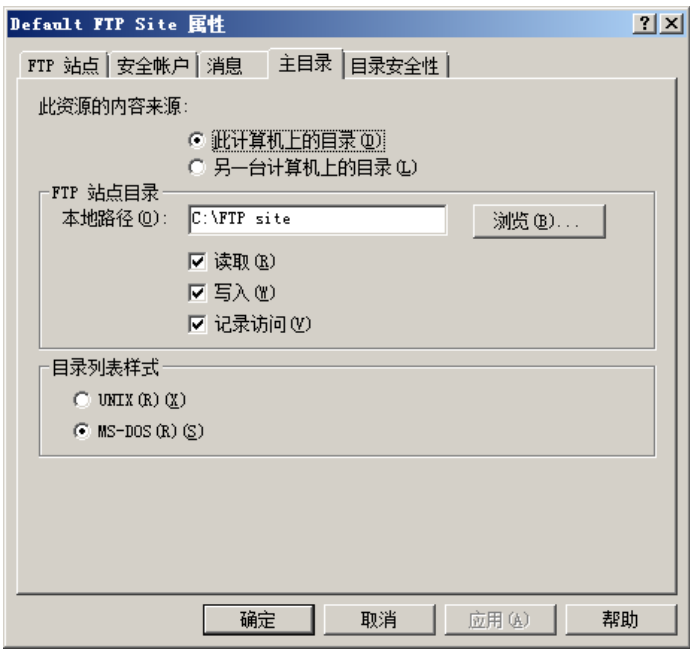 Default FTP Site 属性
FTP 站点 安全帐户 消息 主目录 目录安全性
此资源的内容来源:
此计算机上的目录(D)
另一台计算机上的目录(L)
FTP 站点目录
本地路径(O): C:\FTP site 浏览(B)...
读取(R)
写入(W)
记录访问(V)
目录列表样式
UNIX(R)(X)
MS-DOS(R)(S)
确定 取消 应用(A) 帮助